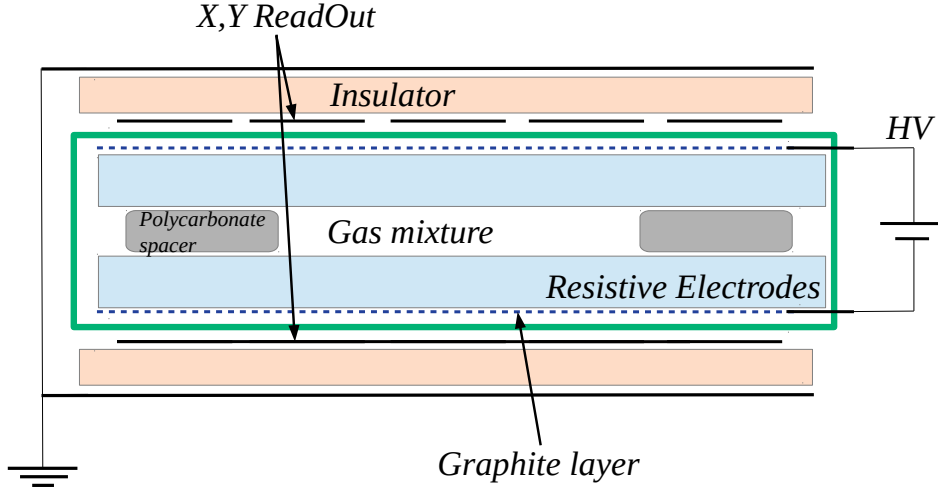 X,Y ReadOut
Insulator
HV
Polycarbonate
spacer
Gas mixture
Resistive Electrodes
Graphite layer